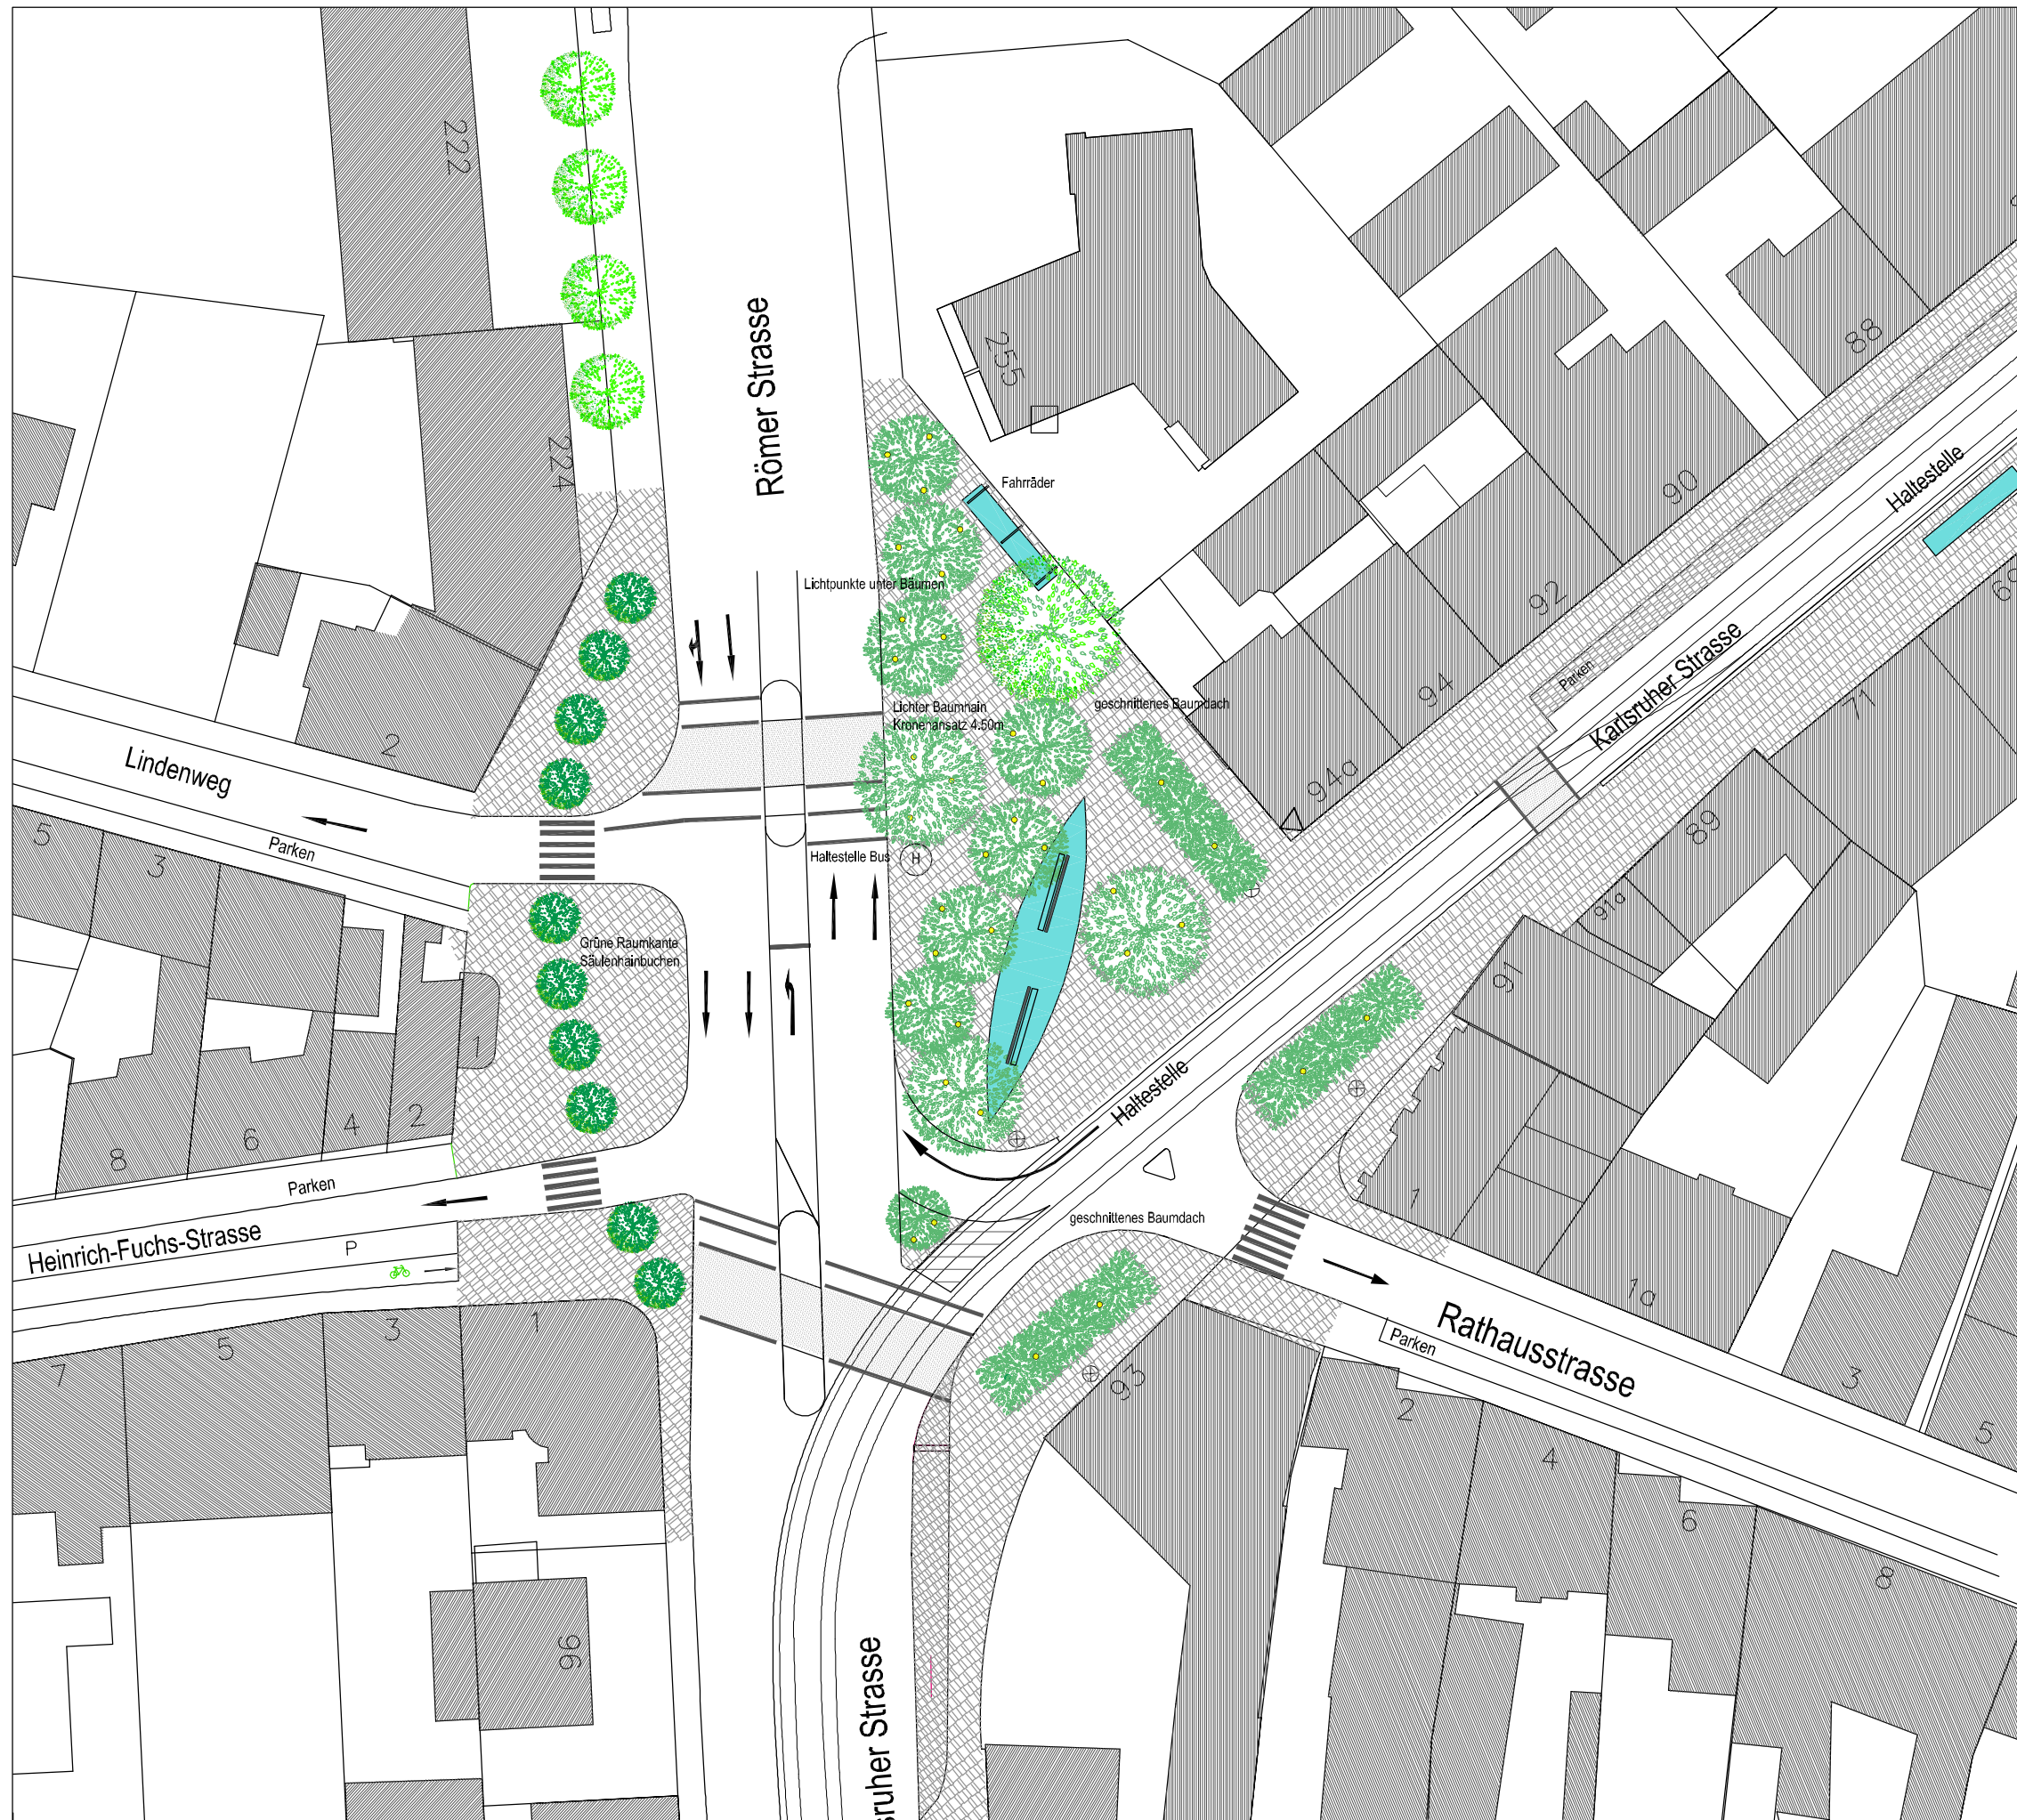 222
Römer Strasse
255
88
224
Fahrräder
Haltestelle
90
Lichtpunkte unter Bäumen
92
69
Parken
Karlsruher Strasse
94
71
geschnittenes Baumdach
Lichter Baumhain
Kronenansatz 4.50m
2
Lindenweg
94a
89
5
3
Parken
Haltestelle Bus
H
91a
Grüne Raumkante
Säulenhainbuchen
91
1
Haltestelle
8
6
4
2
Parken
1
geschnittenes Baumdach
Heinrich-Fuchs-Strasse
P
1a
Rathausstrasse
Parken
7
5
3
1
93
2
4
3
5
6
8
96
sruher Strasse